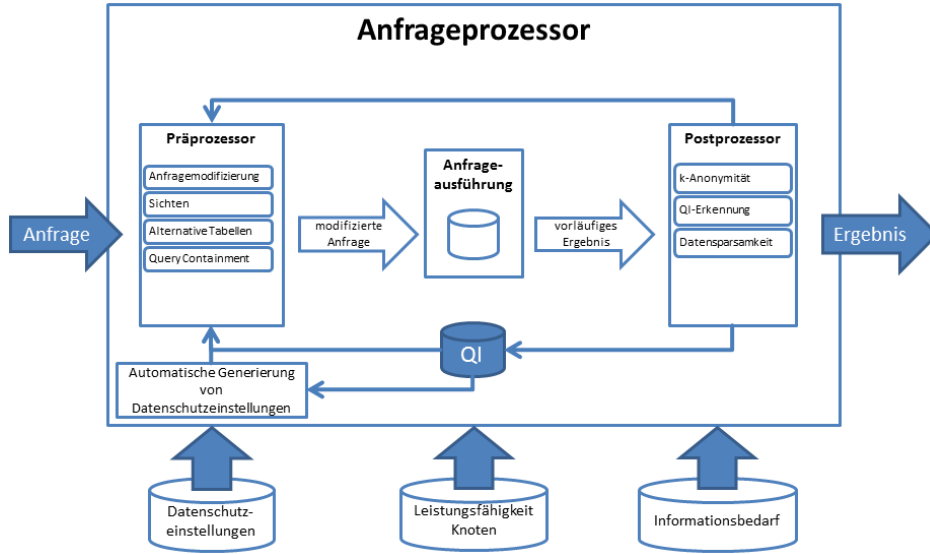 Anfrageprozessor
Anfrage
Präprozessor
Anfragemodifizierung
Sichten
Alternative Tabellen
Query Containment
modifizierte
Anfrage
Anfrage-
ausführung
vorläufiges
Ergebnis
Postprozessor
k-Anonymität
QI-Erkennung
Datensparsamkeit
Ergebnis
QI
Automatische Generierung
von
Datenschutzeinstellungen
Datenschutz-
einstellungen
Leistungsfähigkeit
Knoten
Informationsbedarf